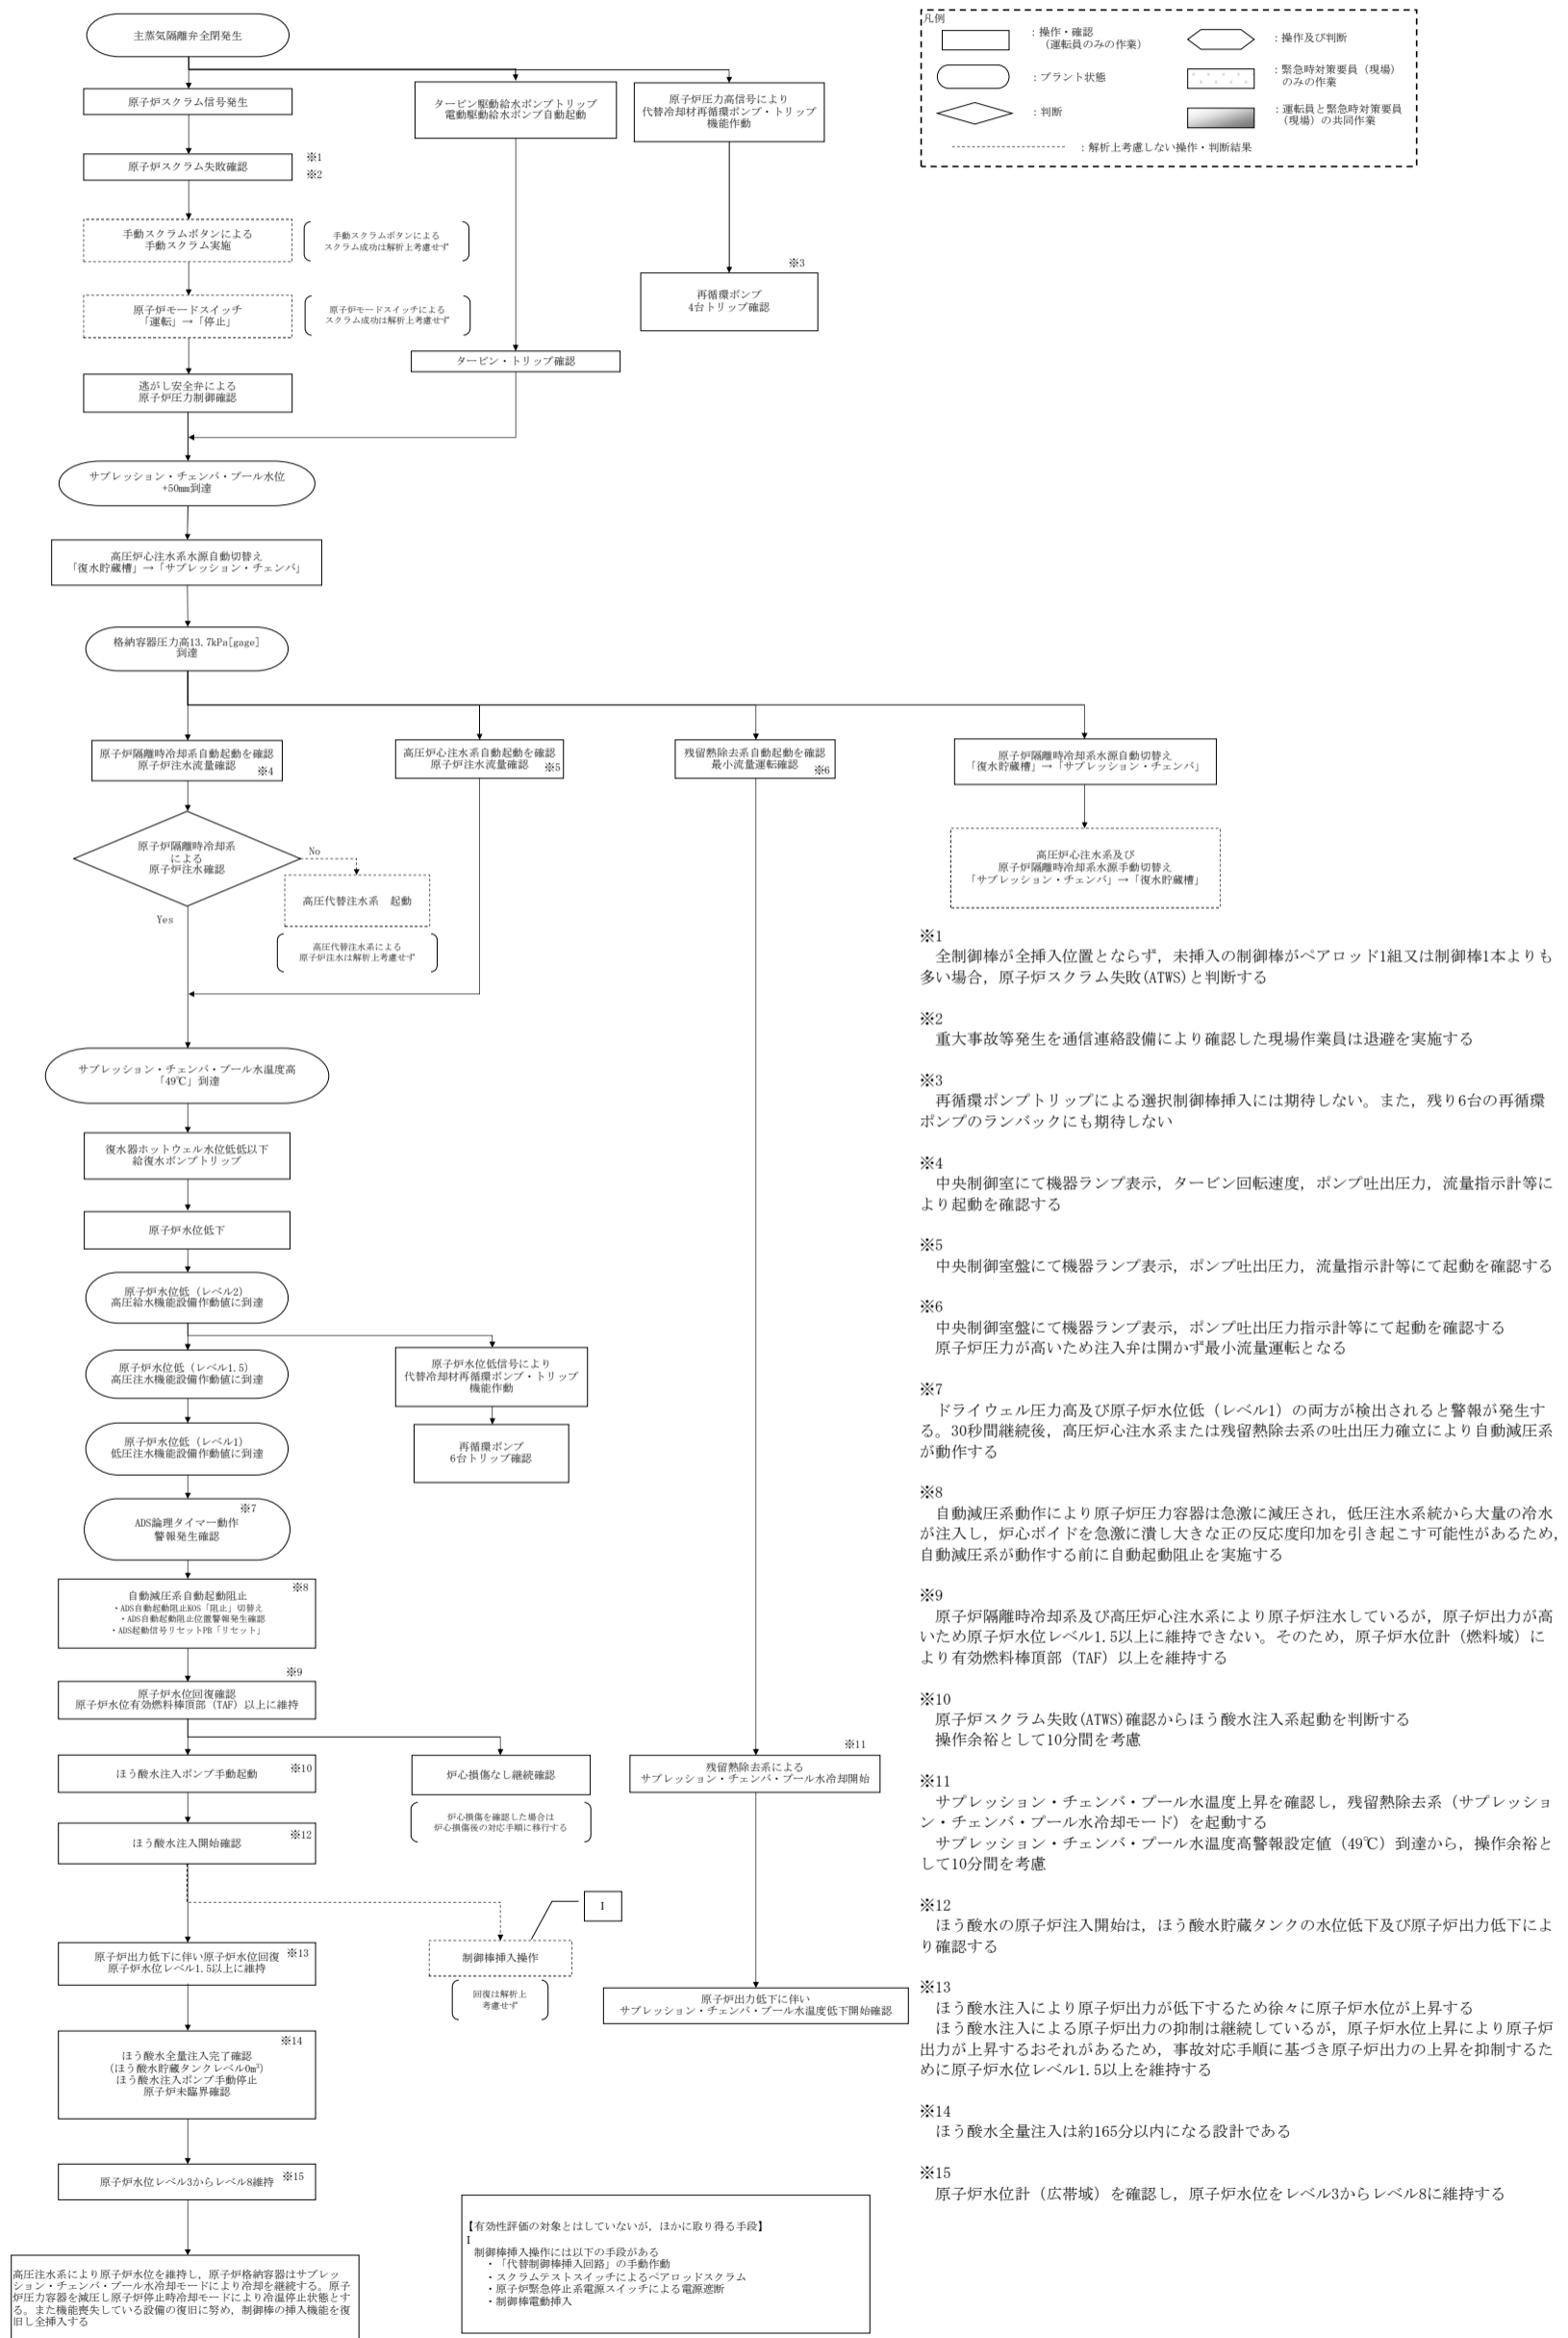 主蒸気隔離弁全閉発生
原子炉スクラム信号発生
タービン駆動給水ポンプトリップ
電動駆動給水ポンプ自動起動
原子炉圧力高信号により
代替冷却材再循環ポンプ・トリップ
機能作動
凡例
：操作・確認
（運転員のみの作業）
：操作及び判断
：プラント状態
：緊急時対策要員（現場）
のみの作業
：判断
：運転員と緊急時対策要員
（現場）の共同作業
：解析上考慮しない操作・判断結果
原子炉スクラム失敗確認
※1
※2
手動スクラムボタンによる
手動スクラム実施
手動スクラムボタンによる
スクラム成功は解析上考慮せず
※3
再循環ポンプ
4台トリップ確認
原子炉モードスイッチ
「運転」→「停止」
原子炉モードスイッチによる
スクラム成功は解析上考慮せず
タービン・トリップ確認
逃がし安全弁による
原子炉圧力制御確認
サプレッション・チェンバ・プール水位
+50mm到達
高圧炉心注水系水源自動切替え
「復水貯蔵槽」→「サプレッション・チェンバ」
格納容器圧力高13.7kPa[gage]
到達
原子炉隔離時冷却系自動起動を確認
原子炉注水流量確認
※4
高圧炉心注水系自動起動を確認
原子炉注水流量確認
※5
残留熱除去系自動起動を確認
最小流量運転確認
※6
原子炉隔離時冷却系水源自動切替え
「復水貯蔵槽」→「サプレッション・チェンバ」
原子炉隔離時冷却系
による
原子炉注水確認
No
Yes
高圧代替注水系　起動
高圧代替注水系による
原子炉注水は解析上考慮せず
高圧炉心注水系及び
原子炉隔離時冷却系水源手動切替え
「サプレッション・チェンバ」→「復水貯蔵槽」
サプレッション・チェンバ・プール水温度高
「49℃」到達
復水器ホットウェル水位低低以下
給復水ポンプトリップ
原子炉水位低下
原子炉水位低（レベル2）
高圧給水機能設備作動値に到達
原子炉水位低（レベル1.5）
高圧注水機能設備作動値に到達
原子炉水位低信号により
代替冷却材再循環ポンプ・トリップ
機能作動
原子炉水位低（レベル1）
低圧注水機能設備作動値に到達
再循環ポンプ
6台トリップ確認
※7
ADS論理タイマー動作
警報発生確認
※8
自動減圧系自動起動阻止
・ADS自動起動阻止KOS「阻止」切替え
・ADS自動起動阻止位置警報発生確認
・ADS起動信号リセットPB「リセット」
※9
原子炉水位回復確認
原子炉水位有効燃料棒頂部（TAF）以上に維持
ほう酸水注入ポンプ手動起動
※10
炉心損傷なし継続確認
炉心損傷を確認した場合は
炉心損傷後の対応手順に移行する
※11
残留熱除去系による
サプレッション・チェンバ・プール水冷却開始
ほう酸水注入開始確認
※12
I
制御棒挿入操作
回復は解析上
考慮せず
原子炉出力低下に伴い原子炉水位回復
原子炉水位レベル1.5以上に維持
※13
原子炉出力低下に伴い
サプレッション・チェンバ・プール水温度低下開始確認
※14
ほう酸水全量注入完了確認
（ほう酸水貯蔵タンクレベル0m³）
ほう酸水注入ポンプ手動停止
原子炉未臨界確認
原子炉水位レベル3からレベル8維持
※15
高圧注水系により原子炉水位を維持し，原子炉格納容器はサプレッ
ション・チェンバ・プール水冷却モードにより冷却を継続する。原子
炉圧力容器を減圧し原子炉停止時冷却モードにより冷温停止状態とす
る。また機能喪失している設備の復旧に努め，制御棒の挿入機能を復
旧し全挿入する
【有効性評価の対象とはしていないが，ほかに取り得る手段】
I
制御棒挿入操作には以下の手段がある
・「代替制御棒挿入回路」の手動作動
・スクラムテストスイッチによるペアロッドスクラム
・原子炉緊急停止系電源スイッチによる電源遮断
・制御棒電動挿入
※1
全制御棒が全挿入位置とならず，未挿入の制御棒がペアロッド1組又は制御棒1本よりも
多い場合，原子炉スクラム失敗(ATWS)と判断する
※2
重大事故等発生を通信連絡設備により確認した現場作業員は退避を実施する
※3
再循環ポンプトリップによる選択制御棒挿入には期待しない。また，残り6台の再循環
ポンプのランバックにも期待しない
※4
中央制御室にて機器ランプ表示，タービン回転速度，ポンプ吐出圧力，流量指示計等に
より起動を確認する
※5
中央制御室盤にて機器ランプ表示，ポンプ吐出圧力，流量指示計等にて起動を確認する
※6
中央制御室盤にて機器ランプ表示，ポンプ吐出圧力指示計等にて起動を確認する
原子炉圧力が高いため注入弁は開かず最小流量運転となる
※7
ドライウェル圧力高及び原子炉水位低（レベル1）の両方が検出されると警報が発生す
る。30秒間継続後，高圧炉心注水系または残留熱除去系の吐出圧力確立により自動減圧系
が動作する
※8
自動減圧系動作により原子炉圧力容器は急激に減圧され，低圧注水系統から大量の冷水
が注入し，炉心ボイドを急激に潰し大きな正の反応度印加を引き起こす可能性があるため，
自動減圧系が動作する前に自動起動阻止を実施する
※9
原子炉隔離時冷却系及び高圧炉心注水系により原子炉注水しているが，原子炉出力が高
いため原子炉水位レベル1.5以上に維持できない。そのため，原子炉水位計（燃料域）に
より有効燃料棒頂部（TAF）以上を維持する
※10
原子炉スクラム失敗(ATWS)確認からほう酸水注入系起動を判断する
操作余裕として10分間を考慮
※11
サプレッション・チェンバ・プール水温度上昇を確認し，残留熱除去系（サプレッショ
ン・チェンバ・プール水冷却モード）を起動する
サプレッション・チェンバ・プール水温度高警報設定値（49℃）到達から，操作余裕と
して10分間を考慮
※12
ほう酸水の原子炉注入開始は，ほう酸水貯蔵タンクの水位低下及び原子炉出力低下によ
り確認する
※13
ほう酸水注入により原子炉出力が低下するため徐々に原子炉水位が上昇する
ほう酸水注入による原子炉出力の抑制は継続しているが，原子炉水位上昇により原子炉
出力が上昇するおそれがあるため，事故対応手順に基づき原子炉出力の上昇を抑制するた
めに原子炉水位レベル1.5以上を維持する
※14
ほう酸水全量注入は約165分以内になる設計である
※15
原子炉水位計（広帯域）を確認し，原子炉水位をレベル3からレベル8に維持する